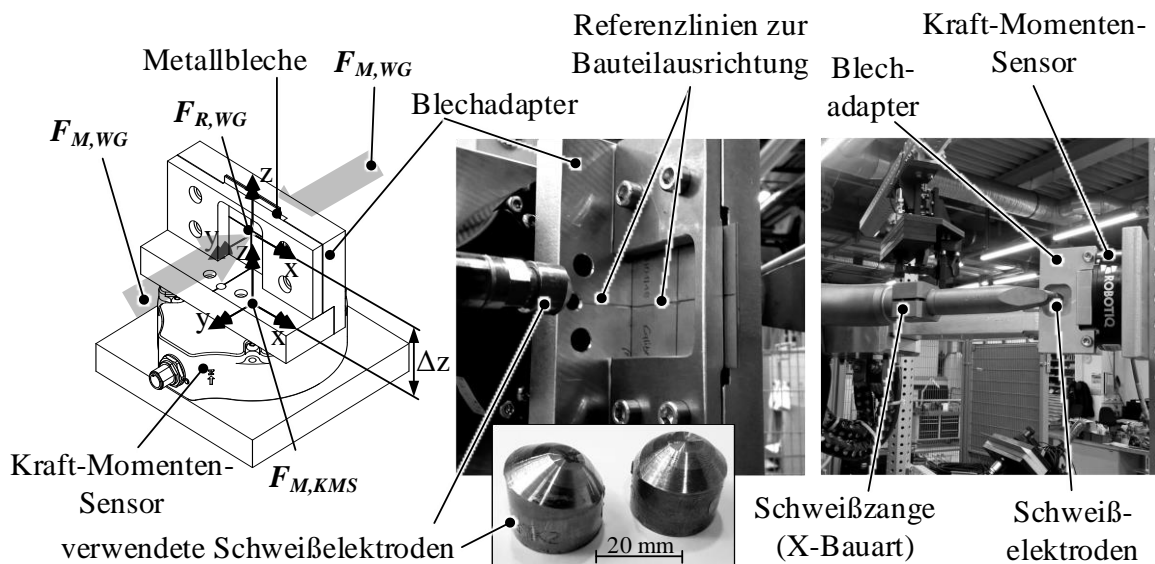 Metallbleche
F_M,WG
F_R,WG
F_M,WG
Blechadapter
Referenzlinien zur
Bauteilausrichtung
Kraft-Momenten-
Sensor
Blech-
adapter
z
y
z
x
y
x
Δz
Kraft-Momenten-
Sensor
F_M,KMS
verwendete Schweißelektroden
20 mm
ROBOTIQ
Schweißzange
(X-Bauart)
Schweiß-
elektroden